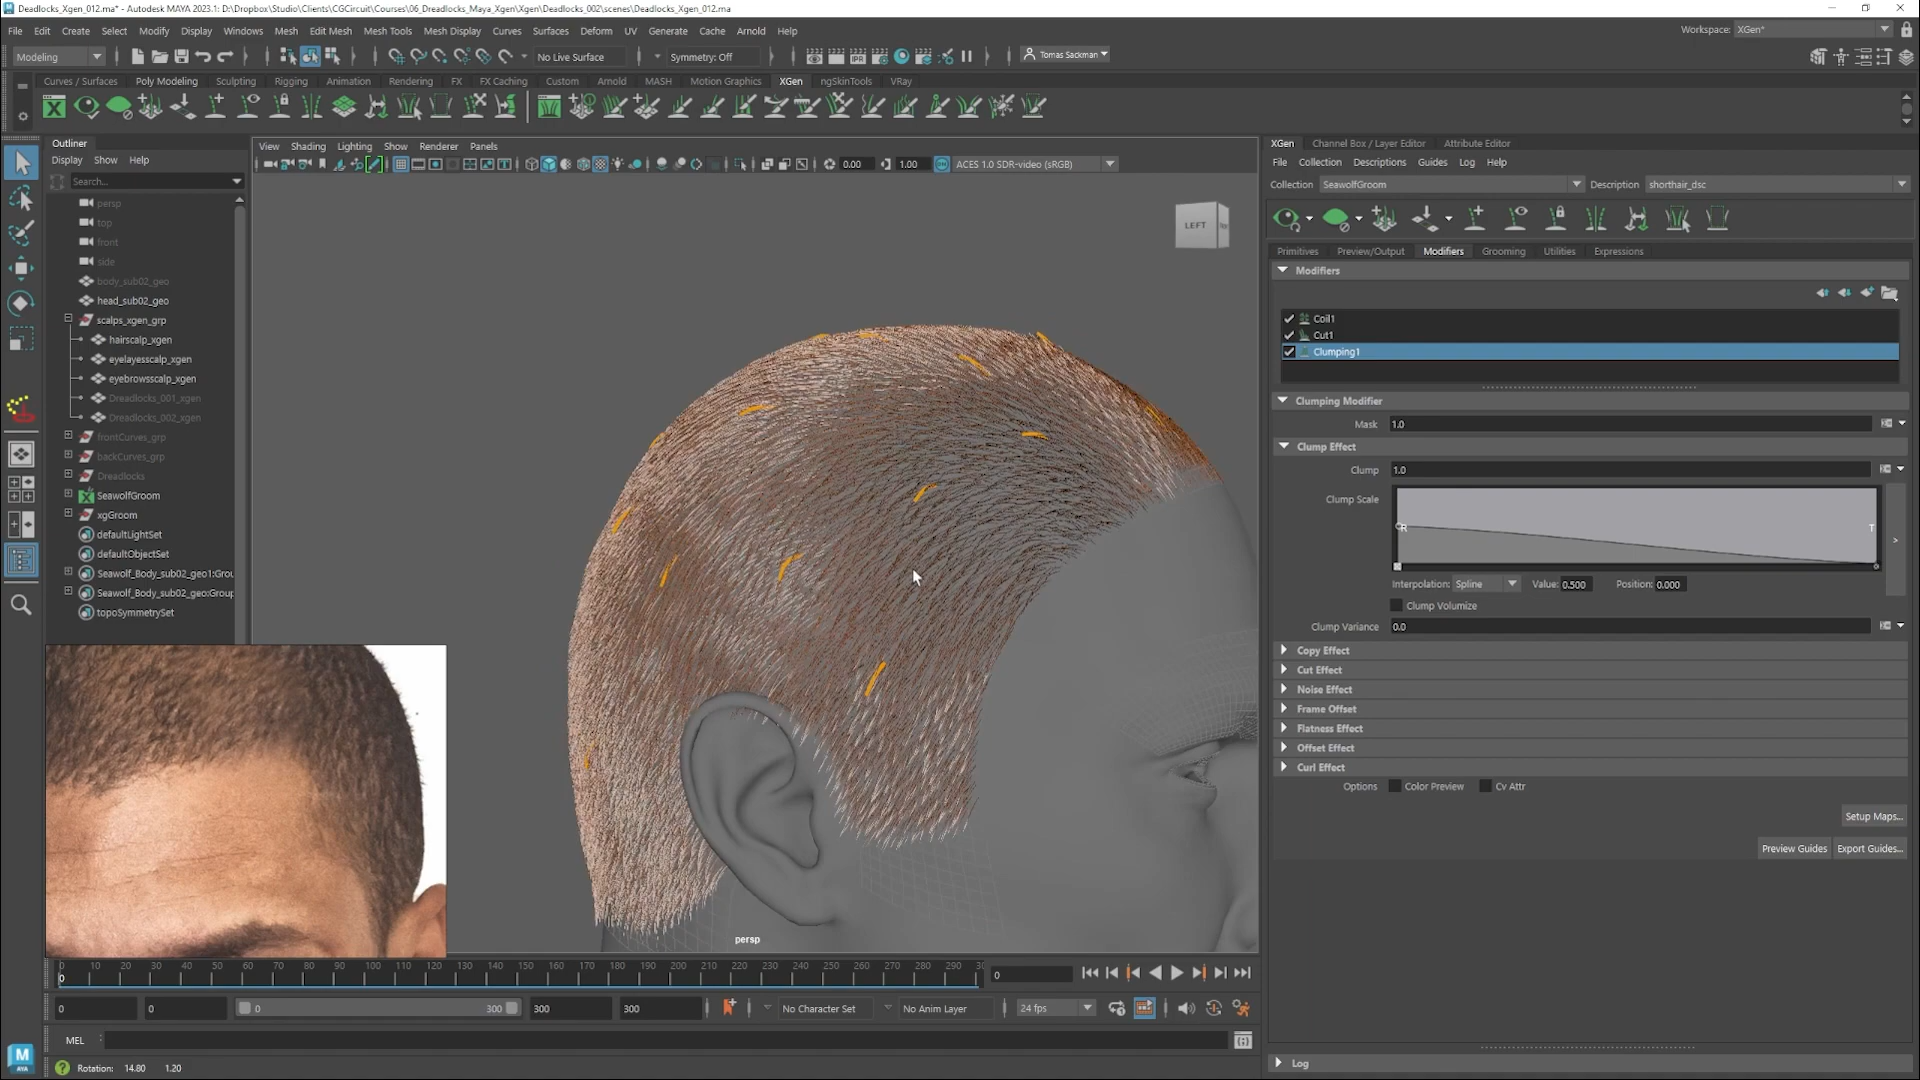 Deadlocks_Xgen_012.ma* - Autodesk MAYA 2023.1: D:\Dropbox\Studio\Clients\CGCircuit\Courses\06_Dreadlocks_Maya_Xgen\Xgen\Deadlocks_002\scenes\Deadlocks_Xgen_012.ma
File Edit Create Select Modify Display Windows Mesh Edit Mesh Mesh Tools Mesh Display Curves Surfaces Deform UV Generate Cache Arnold Help
Workspace: XGen*
Modeling
No Live Surface
Symmetry: Off
Tomas Sackman
Curves / Surfaces Poly Modeling Sculpting Rigging Animation Rendering FX FX Caching Custom Arnold MASH Motion Graphics XGen ngSkinTools VRay
Outliner
Display Show Help
Search...
persp
top
front
side
body_sub02_geo
head_sub02_geo
scalps_xgen_grp
hairscalp_xgen
eyelayesscalp_xgen
eyebrowsscalp_xgen
Dreadlocks_001_xgen
Dreadlocks_002_xgen
frontCurves_grp
backCurves_grp
Dreadlocks
SeawolfGroom
xgGroom
defaultLightSet
defaultObjectSet
Seawolf_Body_sub02_geo1:Grou
Seawolf_Body_sub02_geo:Group
topoSymmetrySet
View Shading Lighting Show Renderer Panels
0.00
1.00
ACES 1.0 SDR-video (sRGB)
LEFT
persp
XGen Channel Box / Layer Editor Attribute Editor
File Collection Descriptions Guides Log Help
Collection SeawolfGroom
Description shorthair_dsc
Primitives Preview/Output Modifiers Grooming Utilities Expressions
Modifiers
Coil1
Cut1
Clumping1
Clumping Modifier
Mask 1.0
Clump Effect
Clump 1.0
Clump Scale
R
T
>
Interpolation: Spline Value: 0.500 Position: 0.000
Clump Volumize
Clump Variance 0.0
Copy Effect
Cut Effect
Noise Effect
Frame Offset
Flatness Effect
Offset Effect
Curl Effect
Options Color Preview Cv Attr
Setup Maps...
Preview Guides Export Guides...
Log
0 10 20 30 40 50 60 70 80 90 100 110 120 130 140 150 160 170 180 190 200 210 220 230 240 250 260 270 280 290 30
0
0
0 0 0 300 300 300
No Character Set
No Anim Layer
24 fps
MEL
M
AYA
Rotation: 14.80 1.20